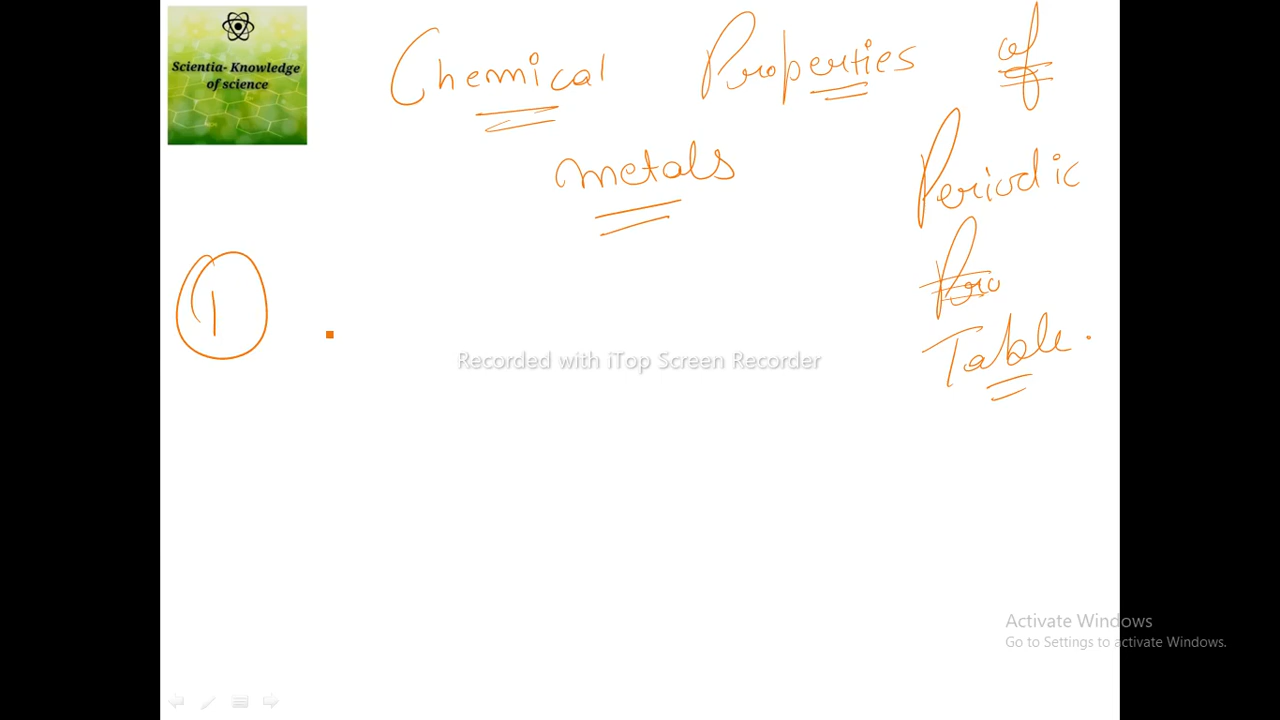 Scientia- Knowledge
of science
Chemical Properties of
metals
Periodic
Pro
Table.
1
Recorded with iTop Screen Recorder
Activate Windows
Go to Settings to activate Windows.